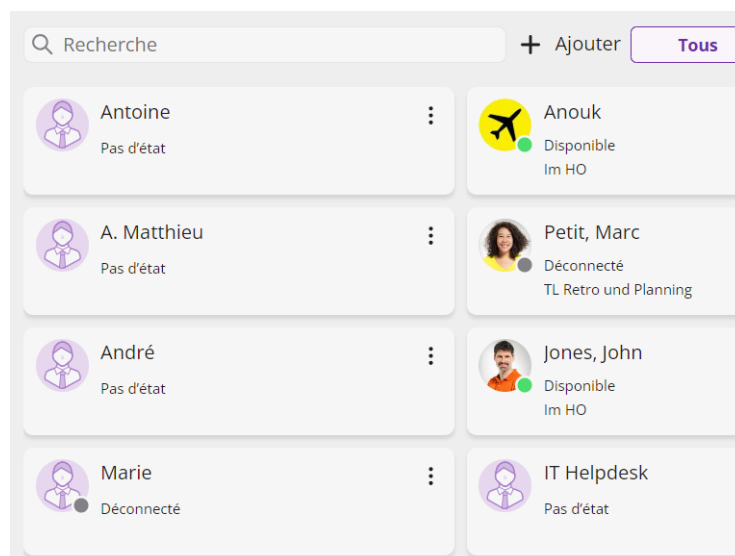 Recherche
Ajouter
Tous
Antoine
Pas d'état
Anouk
Disponible
Im HO
A. Matthieu
Pas d'état
Petit, Marc
Déconnecté
TL Retro und Planning
André
Pas d'état
Jones, John
Disponible
Im HO
Marie
Déconnecté
IT Helpdesk
Pas d'état